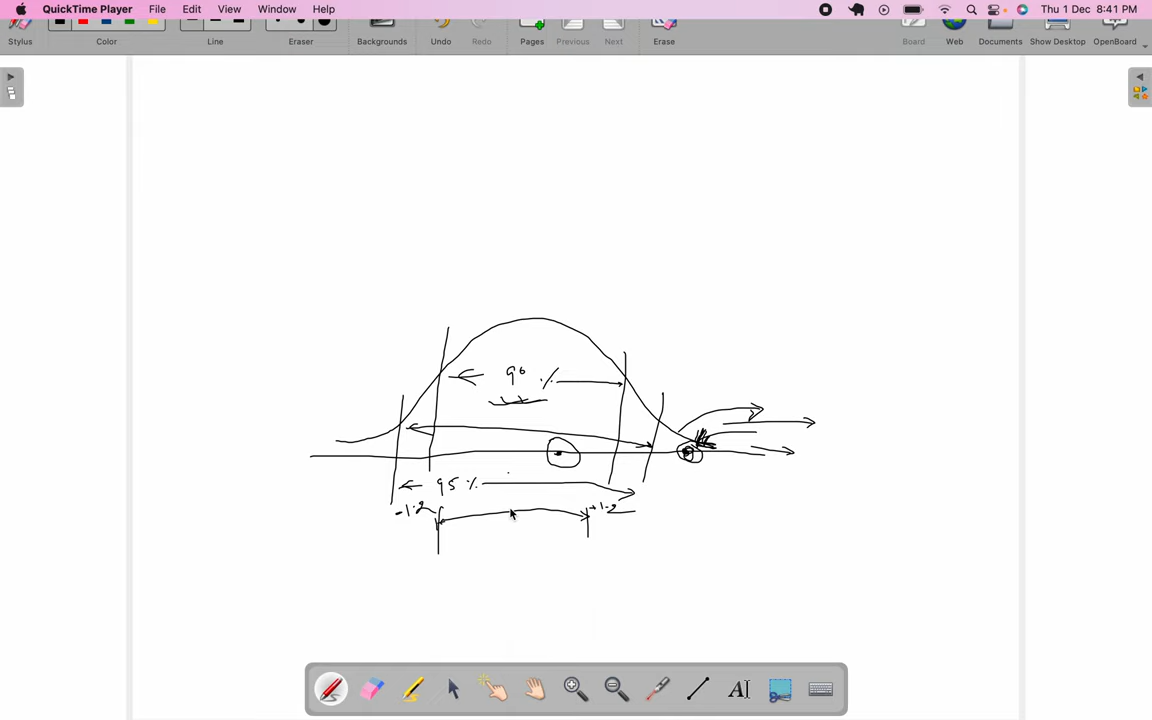 QuickTime Player File Edit View Window Help Thu 1 Dec 8:41 PM
Stylus Color Line Eraser Backgrounds Undo Redo Pages Previous Next Erase Board Web Documents Show Desktop OpenBoard
90 %
95 %
-1.2 +1.2